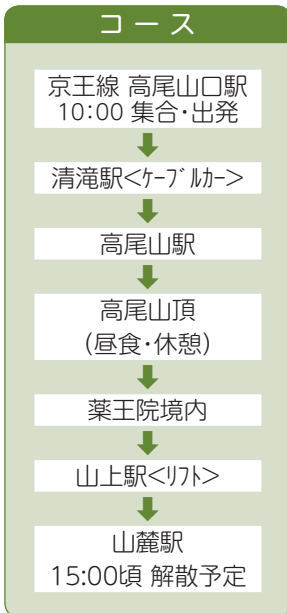 コース
京王線 高尾山口駅
10:00 集合・出発
清滝駅<ｹｰﾌﾞﾙｶｰ>
高尾山駅
高尾山頂
(昼食・休憩)
薬王院境内
山上駅<ﾘﾌﾄ>
山麓駅
15:00頃 解散予定